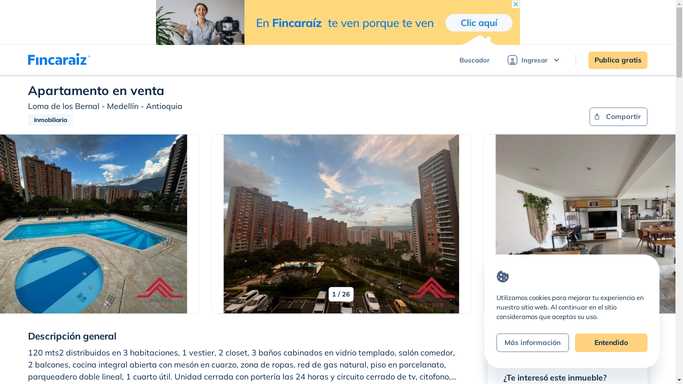 En Fincaraíz te ven porque te ven
Clic aquí
Fincaraiz
Buscador
Ingresar
Publica gratis
Apartamento en venta
Loma de los Bernal - Medellín - Antioquia
Inmobiliaria
Compartir
1 / 26
Utilizamos cookies para mejorar tu experiencia en
nuestro sitio web. Al continuar en el sitio
consideramos que aceptas su uso.
Más información
Entendido
Descripción general
120 mts2 distribuidos en 3 habitaciones, 1 vestier, 2 closet, 3 baños cabinados en vidrio templado, salón comedor,
2 balcones, cocina integral abierta con mesón en cuarzo, zona de ropas, red de gas natural, piso en porcelanato,
parqueadero doble lineal, 1 cuarto útil. Unidad cerrada con portería las 24 horas y circuito cerrado de tv, citofono,...
¿Te interesó este inmueble?